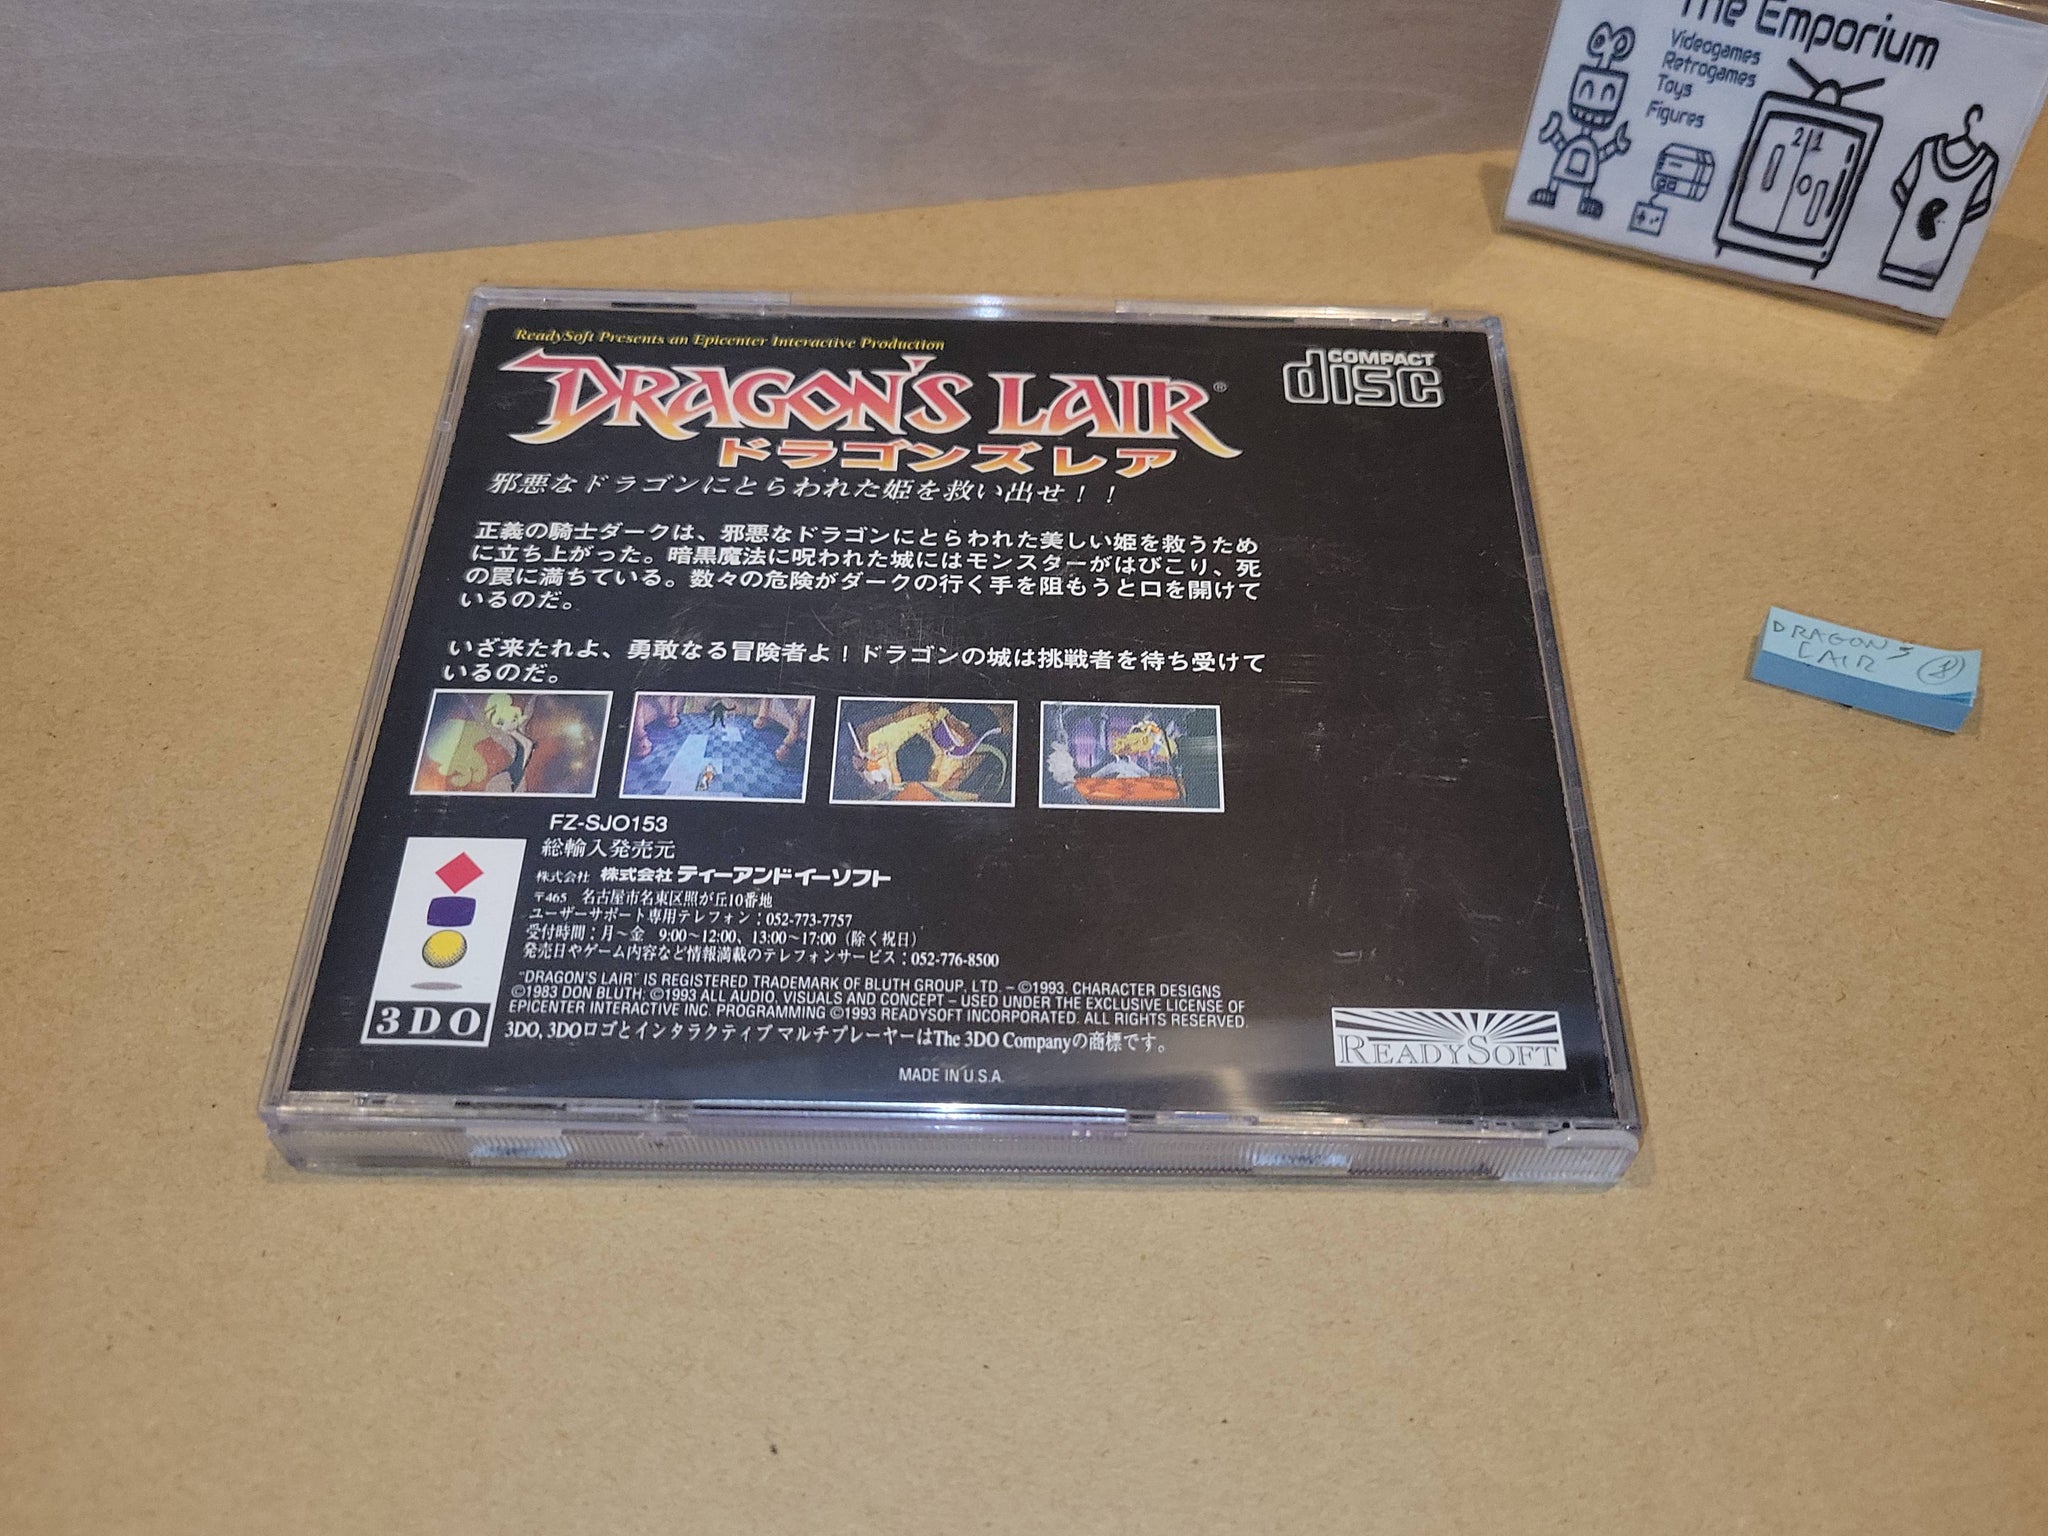 The Emporium
Videogames
Retrogames
Toys
Figures
21
ReadySoft Presents an Epicenter Interactive Production
DRAGON'S LAIR®
ドラゴンズレア
COMPACT
disc
邪悪なドラゴンにとらわれた姫を救い出せ！！
正義の騎士ダークは、邪悪なドラゴンにとらわれた美しい姫を救うため
に立ち上がった。暗黒魔法に呪われた城にはモンスターがはびこり、死
の罠に満ちている。数々の危険がダークの行く手を阻もうと口を開けて
いるのだ。
いざ来たれよ、勇敢なる冒険者よ！ドラゴンの城は挑戦者を待ち受けて
いるのだ。
FZ-SJ0153
総輸入発売元
株式会社 株式会社 ティーアンドイーソフト
〒465 名古屋市名東区照が丘10番地
ユーザーサポート専用テレフォン：052-773-7757
受付時間：月～金 9:00～12:00、13:00～17:00（除く祝日）
発売日やゲーム内容など情報満載のテレフォンサービス：052-776-8500
"DRAGON'S LAIR" IS REGISTERED TRADEMARK OF BLUTH GROUP, LTD. – ©1993. CHARACTER DESIGNS
©1983 DON BLUTH. ©1993 ALL AUDIO, VISUALS AND CONCEPT – USED UNDER THE EXCLUSIVE LICENSE OF
EPICENTER INTERACTIVE INC. PROGRAMMING ©1993 READYSOFT INCORPORATED. ALL RIGHTS RESERVED.
3DO, 3DOロゴとインタラクティブ マルチプレーヤーはThe 3DO Companyの商標です。
MADE IN U.S.A.
3DO
READYSOFT
DRAGON'S
LAIR